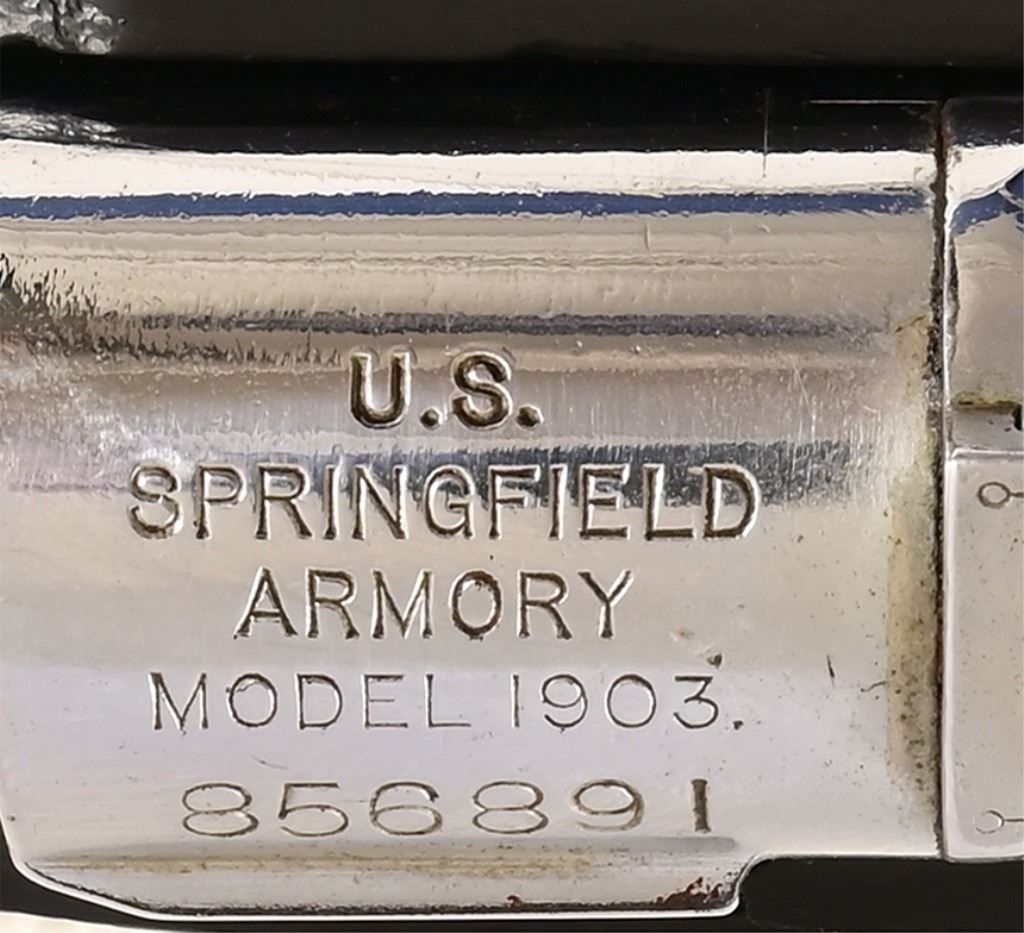 U.S.
SPRINGFIELD
ARMORY
MODEL 1903.
856891